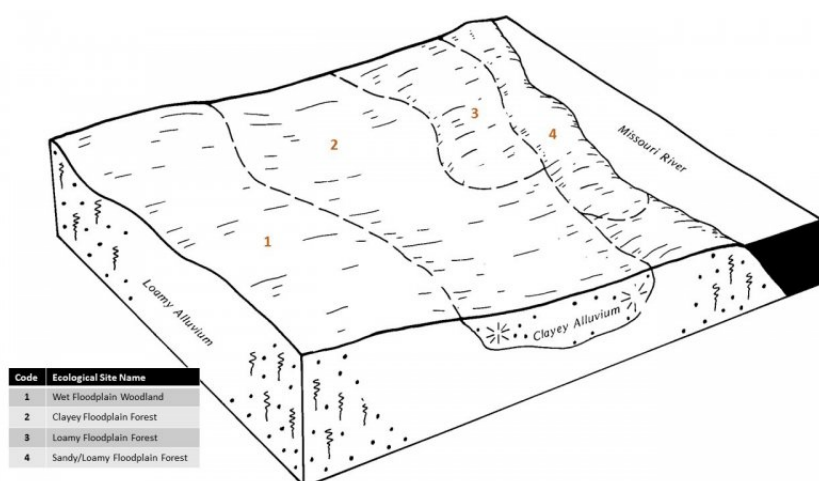 1
2
3
4
Missouri River
Loamy Alluvium
Clayey Alluvium
Code Ecological Site Name
1 Wet Floodplain Woodland
2 Clayey Floodplain Forest
3 Loamy Floodplain Forest
4 Sandy/Loamy Floodplain Forest